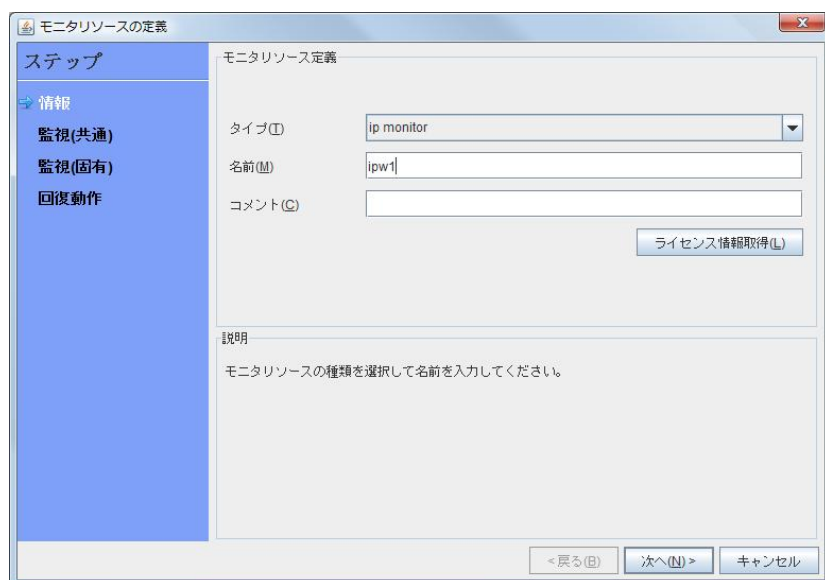 モニタリソースの定義
ステップ
情報
監視(共通)
監視(固有)
回復動作
モニタリソース定義
タイプ(T)
ip monitor
名前(M)
ipw1
コメント(C)
ライセンス情報取得(L)
説明
モニタリソースの種類を選択して名前を入力してください。
<戻る(B)
次へ(N)>
キャンセル